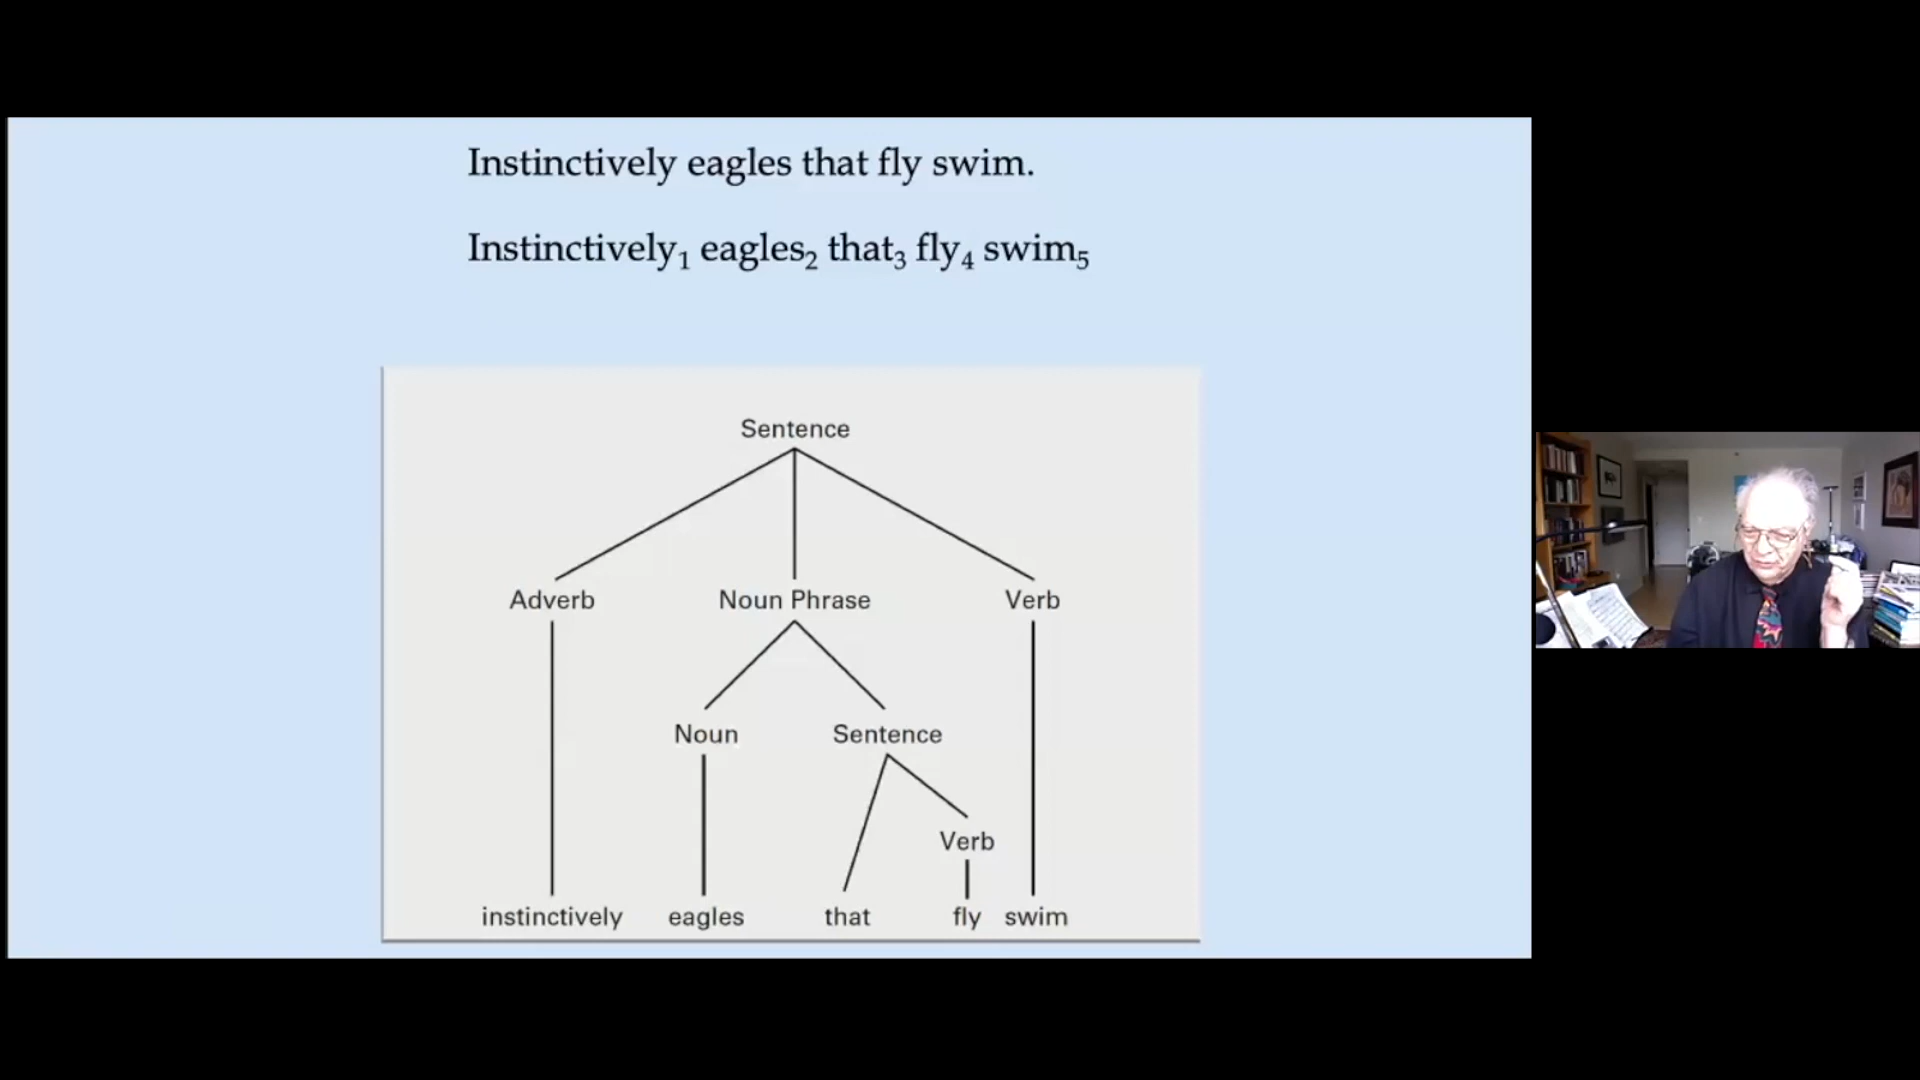 Instinctively eagles that fly swim.
Instinctively₁ eagles₂ that₃ fly₄ swim₅
Sentence
Adverb Noun Phrase Verb
Noun Sentence
Verb
instinctively eagles that fly swim